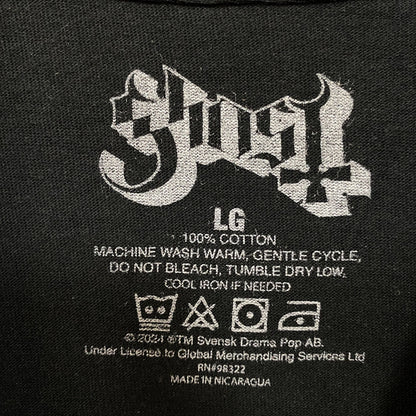 Ghost
LG
100% COTTON
MACHINE WASH WARM, GENTLE CYCLE,
DO NOT BLEACH, TUMBLE DRY LOW,
COOL IRON IF NEEDED
© 2024 ®TM Svensk Drama Pop AB.
Under License to Global Merchandising Services Ltd
RN#98322
MADE IN NICARAGUA